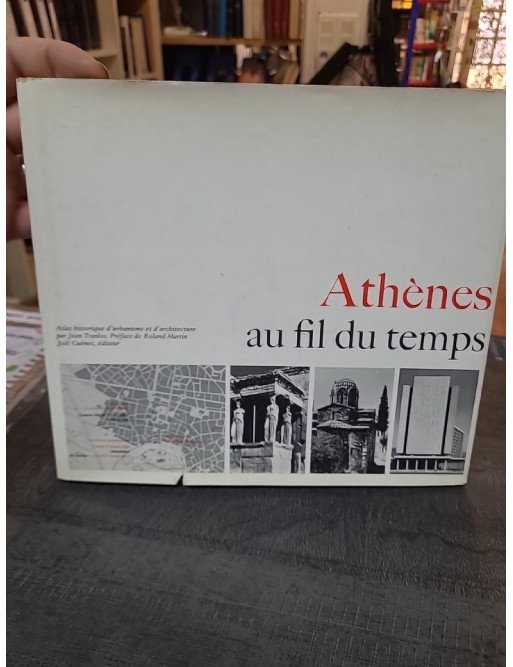 Athènes
au fil du temps
Atlas historique d'urbanisme et d'architecture
par Jean Travlos. Préface de Roland Martin
Joël Cuénot, éditeur